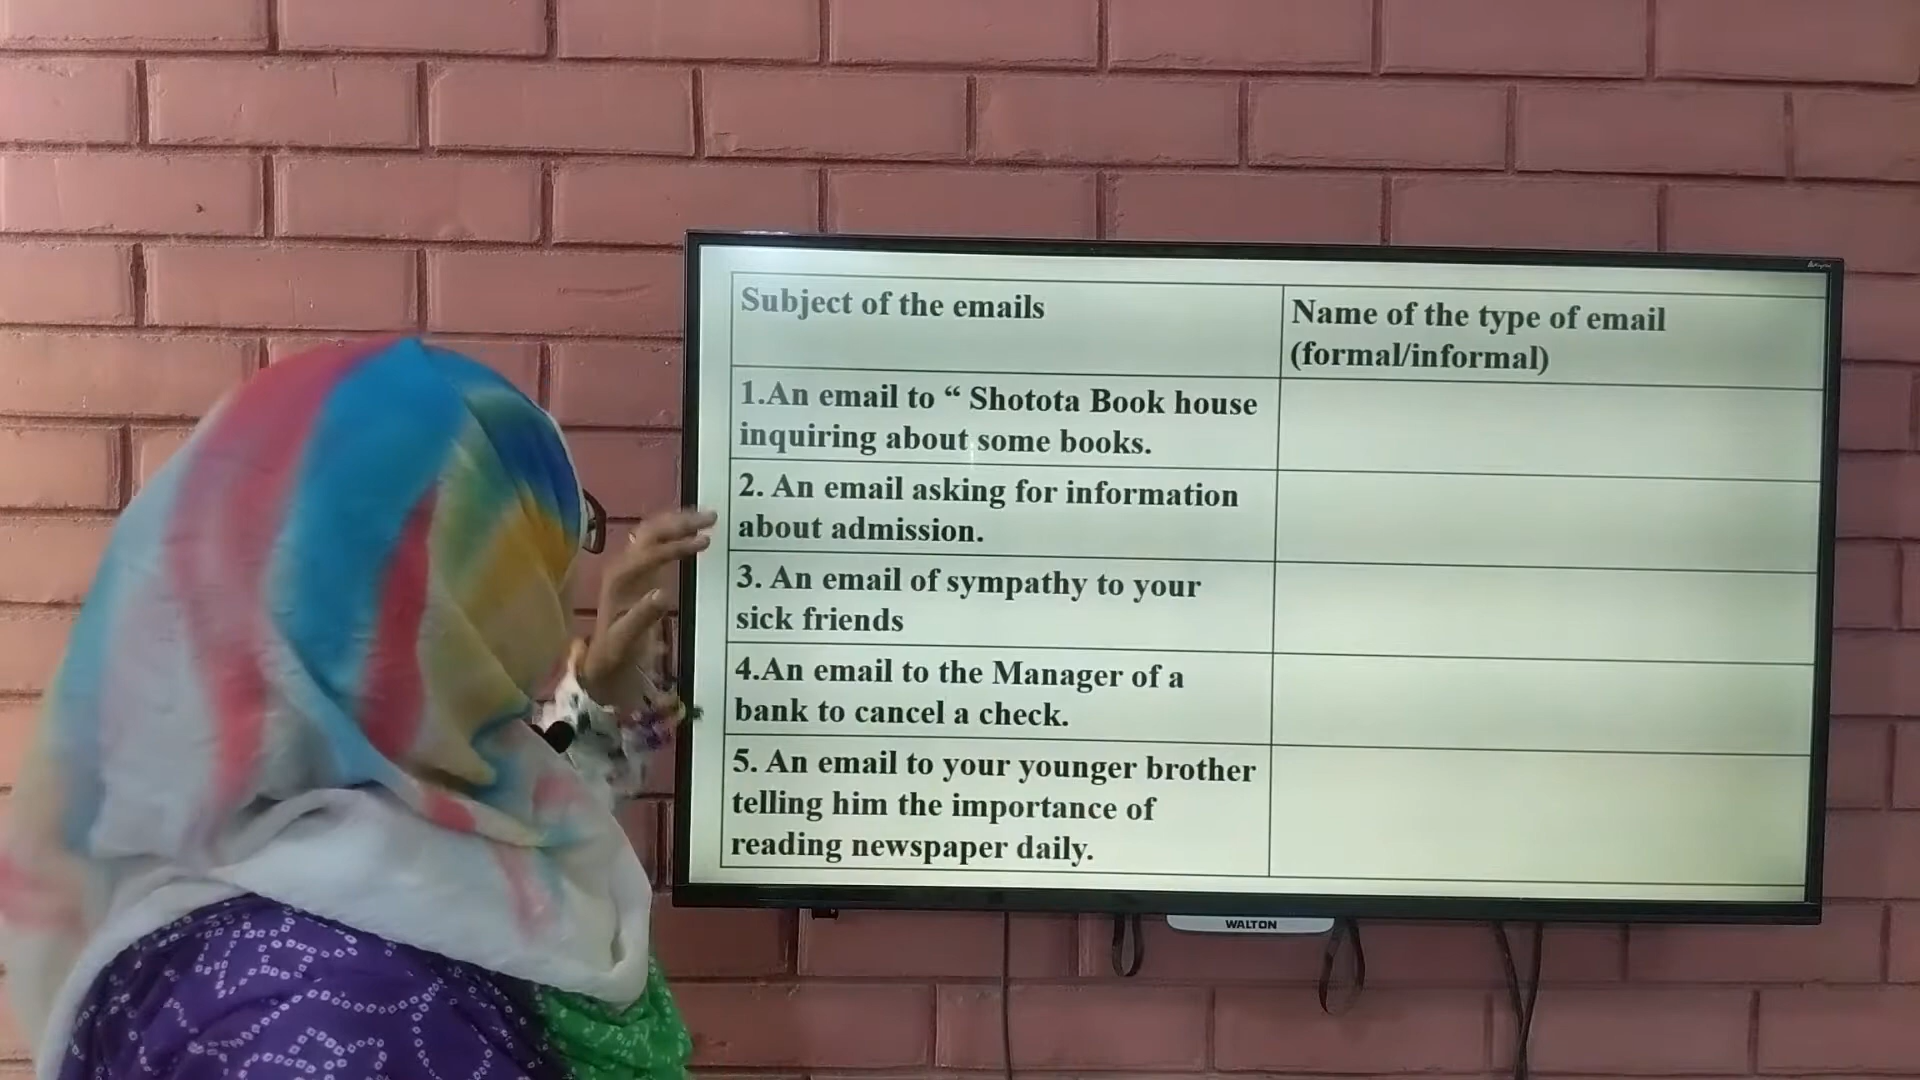 Subject of the emails
Name of the type of email
(formal/informal)
1.An email to “ Shotota Book house
inquiring about some books.
2. An email asking for information
about admission.
3. An email of sympathy to your
sick friends
4.An email to the Manager of a
bank to cancel a check.
5. An email to your younger brother
telling him the importance of
reading newspaper daily.
WALTON